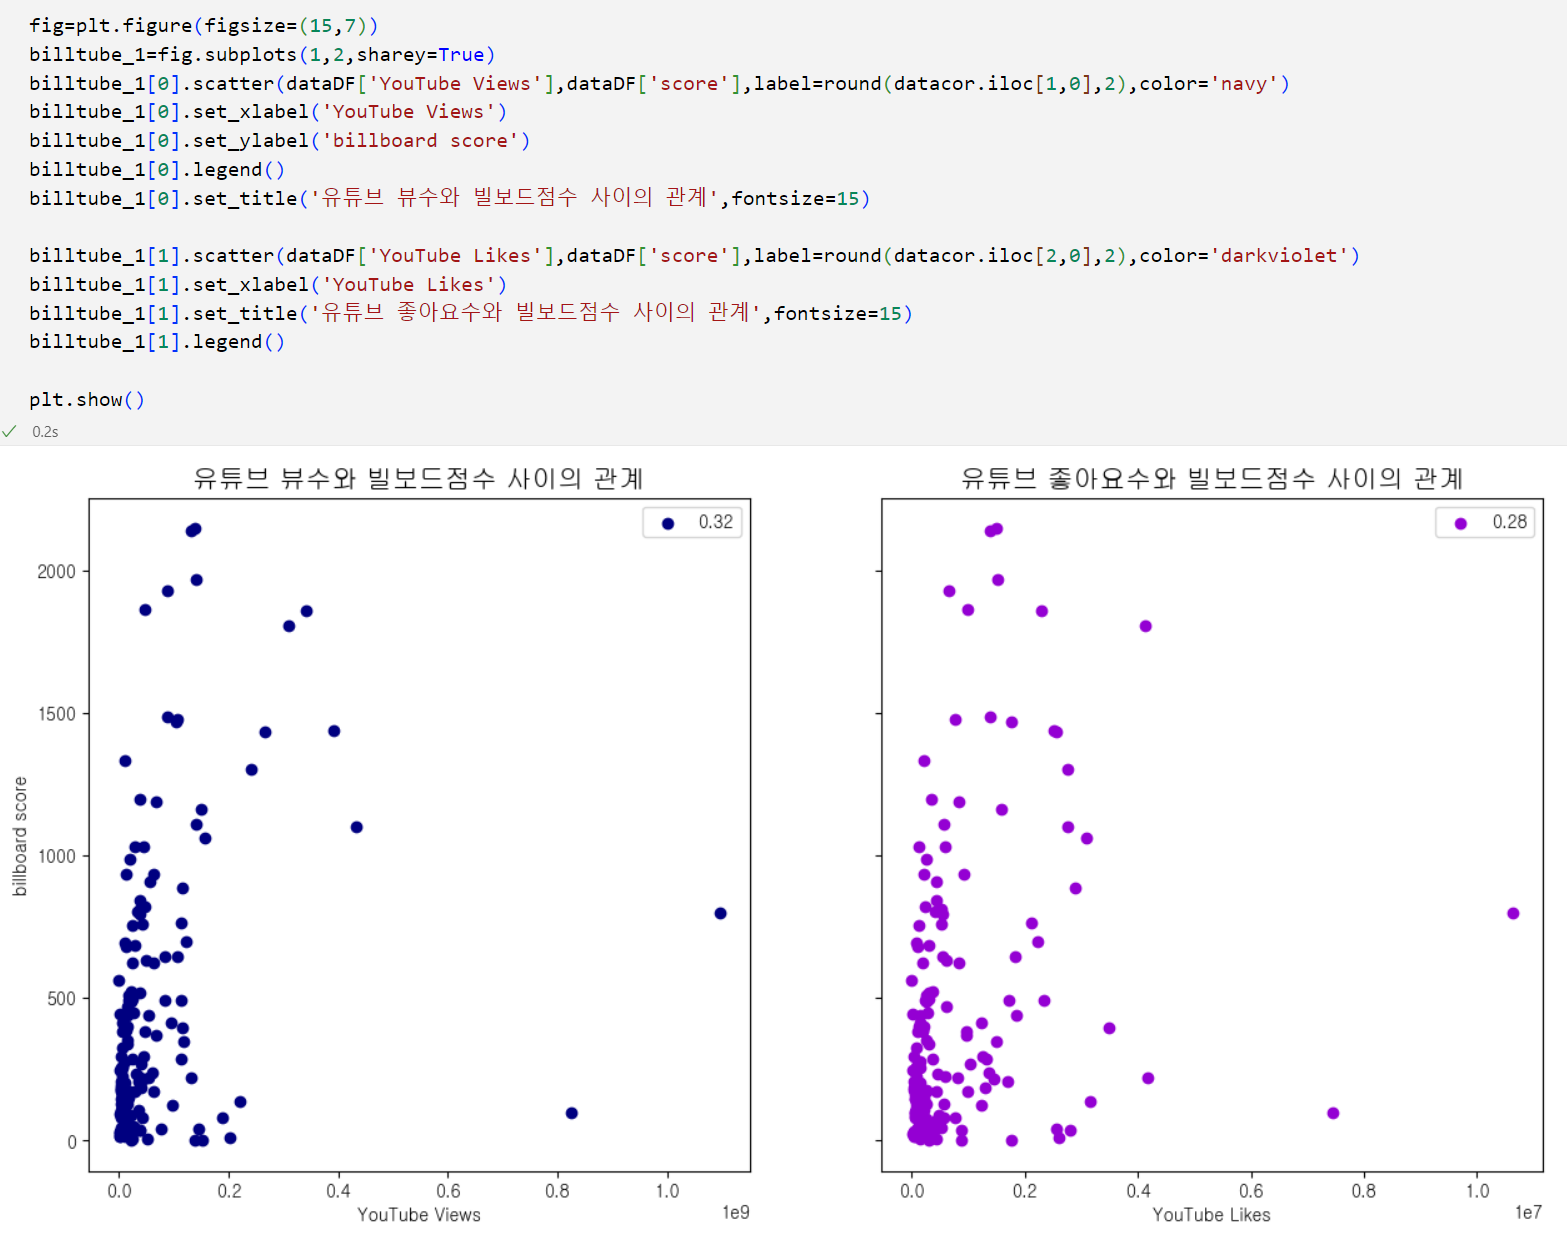 fig=plt.figure(figsize=(15,7))
billtube_1=fig.subplots(1,2,sharey=True)
billtube_1[0].scatter(dataDF['YouTube Views'],dataDF['score'],label=round(datacor.iloc[1,0],2),color='navy')
billtube_1[0].set_xlabel('YouTube Views')
billtube_1[0].set_ylabel('billboard score')
billtube_1[0].legend()
billtube_1[0].set_title('유튜브 뷰수와 빌보드점수 사이의 관계',fontsize=15)
billtube_1[1].scatter(dataDF['YouTube Likes'],dataDF['score'],label=round(datacor.iloc[2,0],2),color='darkviolet')
billtube_1[1].set_xlabel('YouTube Likes')
billtube_1[1].set_title('유튜브 좋아요수와 빌보드점수 사이의 관계',fontsize=15)
billtube_1[1].legend()
plt.show()
0.2s
유튜브 뷰수와 빌보드점수 사이의 관계
0.32
2000
1500
1000
500
0
billboard score
0.0 0.2 0.4 0.6 0.8 1.0
1e9
YouTube Views
유튜브 좋아요수와 빌보드점수 사이의 관계
0.28
0.0 0.2 0.4 0.6 0.8 1.0
1e7
YouTube Likes